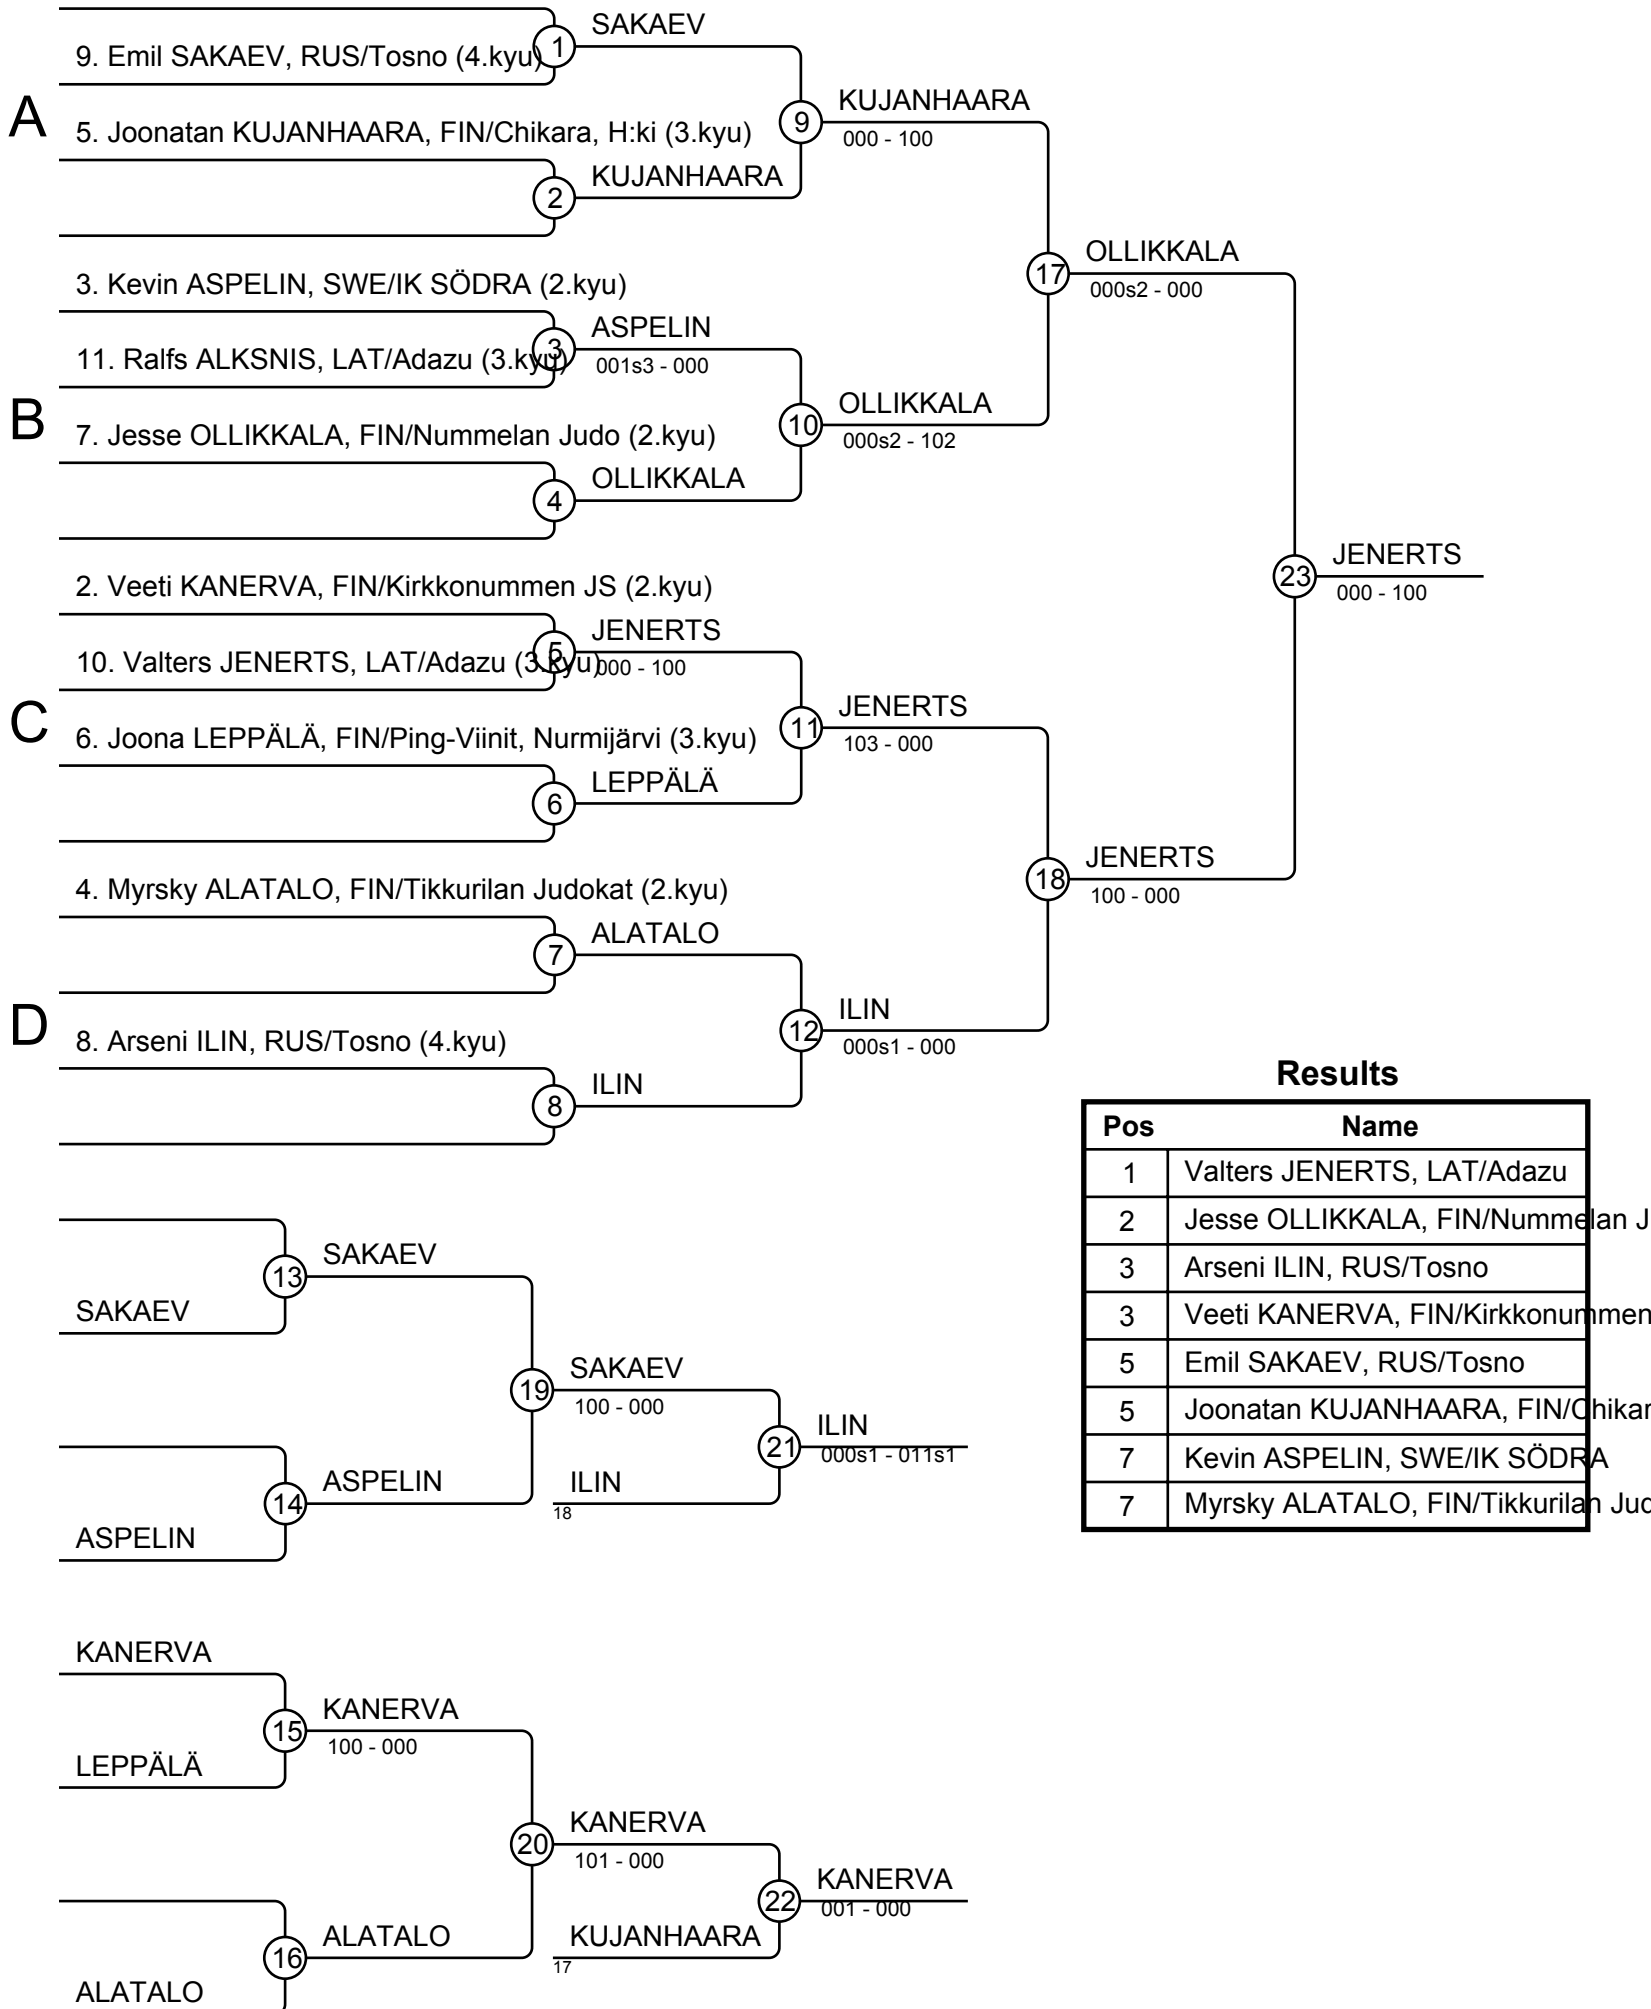 SAKAEV
9. Emil SAKAEV, RUS/Tosno (4.kyu)
1
A
KUJANHAARA
9
000 - 100
5. Joonatan KUJANHAARA, FIN/Chikara, H:ki (3.kyu)
KUJANHAARA
2
OLLIKKALA
17
000s2 - 000
3. Kevin ASPELIN, SWE/IK SÖDRA (2.kyu)
ASPELIN
3
001s3 - 000
11. Ralfs ALKSNIS, LAT/Adazu (3.kyu)
B
OLLIKKALA
10
000s2 - 102
7. Jesse OLLIKKALA, FIN/Nummelan Judo (2.kyu)
OLLIKKALA
4
JENERTS
23
000 - 100
2. Veeti KANERVA, FIN/Kirkkonummen JS (2.kyu)
JENERTS
5
000 - 100
10. Valters JENERTS, LAT/Adazu (3.kyu)
C
JENERTS
11
103 - 000
6. Joona LEPPÄLÄ, FIN/Ping-Viinit, Nurmijärvi (3.kyu)
LEPPÄLÄ
6
JENERTS
18
100 - 000
4. Myrsky ALATALO, FIN/Tikkurilan Judokat (2.kyu)
ALATALO
7
D
ILIN
12
000s1 - 000
8. Arseni ILIN, RUS/Tosno (4.kyu)
ILIN
8
Results
Pos Name
1 Valters JENERTS, LAT/Adazu
2 Jesse OLLIKKALA, FIN/Nummelan J
3 Arseni ILIN, RUS/Tosno
3 Veeti KANERVA, FIN/Kirkkonummen
5 Emil SAKAEV, RUS/Tosno
5 Joonatan KUJANHAARA, FIN/Chikar
7 Kevin ASPELIN, SWE/IK SÖDRA
7 Myrsky ALATALO, FIN/Tikkurilan Jud
SAKAEV
13
SAKAEV
SAKAEV
19
100 - 000
ILIN
21
000s1 - 011s1
ASPELIN
14
ILIN
18
ASPELIN
KANERVA
KANERVA
15
100 - 000
LEPPÄLÄ
KANERVA
20
101 - 000
KANERVA
22
001 - 000
ALATALO
16
KUJANHAARA
17
ALATALO